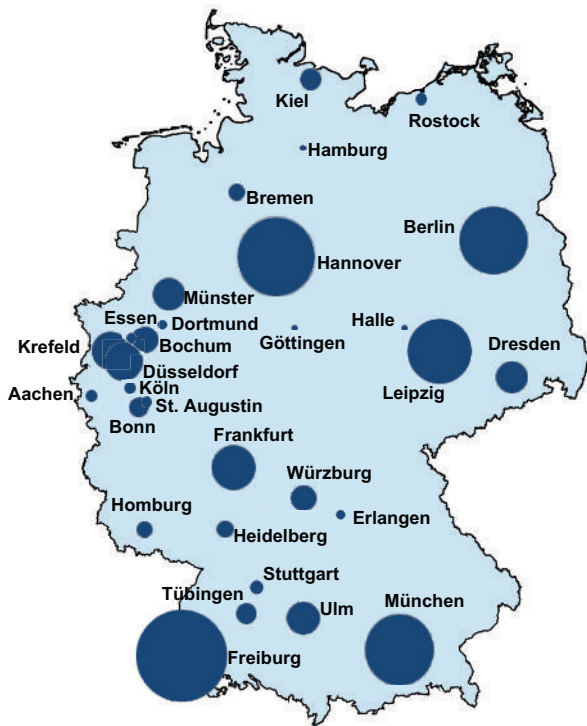 Kiel
Rostock
Hamburg
Bremen
Berlin
Hannover
Münster
Essen
Dortmund
Halle
Göttingen
Krefeld
Bochum
Dresden
Düsseldorf
Leipzig
Aachen
Köln
St. Augustin
Bonn
Frankfurt
Würzburg
Homburg
Erlangen
Heidelberg
Stuttgart
Tübingen
Ulm
München
Freiburg